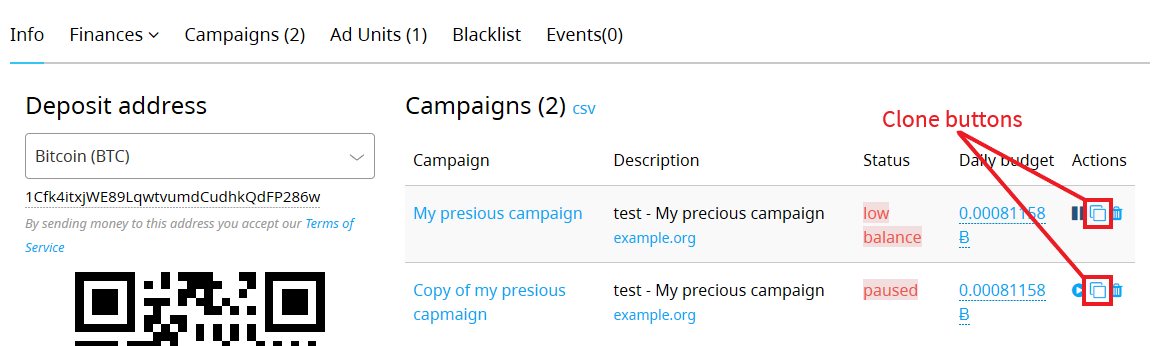 Info Finances Campaigns (2) Ad Units (1) Blacklist Events(0)
Deposit address
Bitcoin (BTC)
1Cfk4itxjWE89LqwtvumdCudhkQdFP286w
By sending money to this address you accept our Terms of
Service
Campaigns (2) csv
Clone buttons
Campaign Description Status Daily budget Actions
My presious campaign test - My precious campaign low 0.00081158
example.org balance Ƀ
Copy of my presious test - My precious campaign paused 0.00081158
capmaign example.org Ƀ